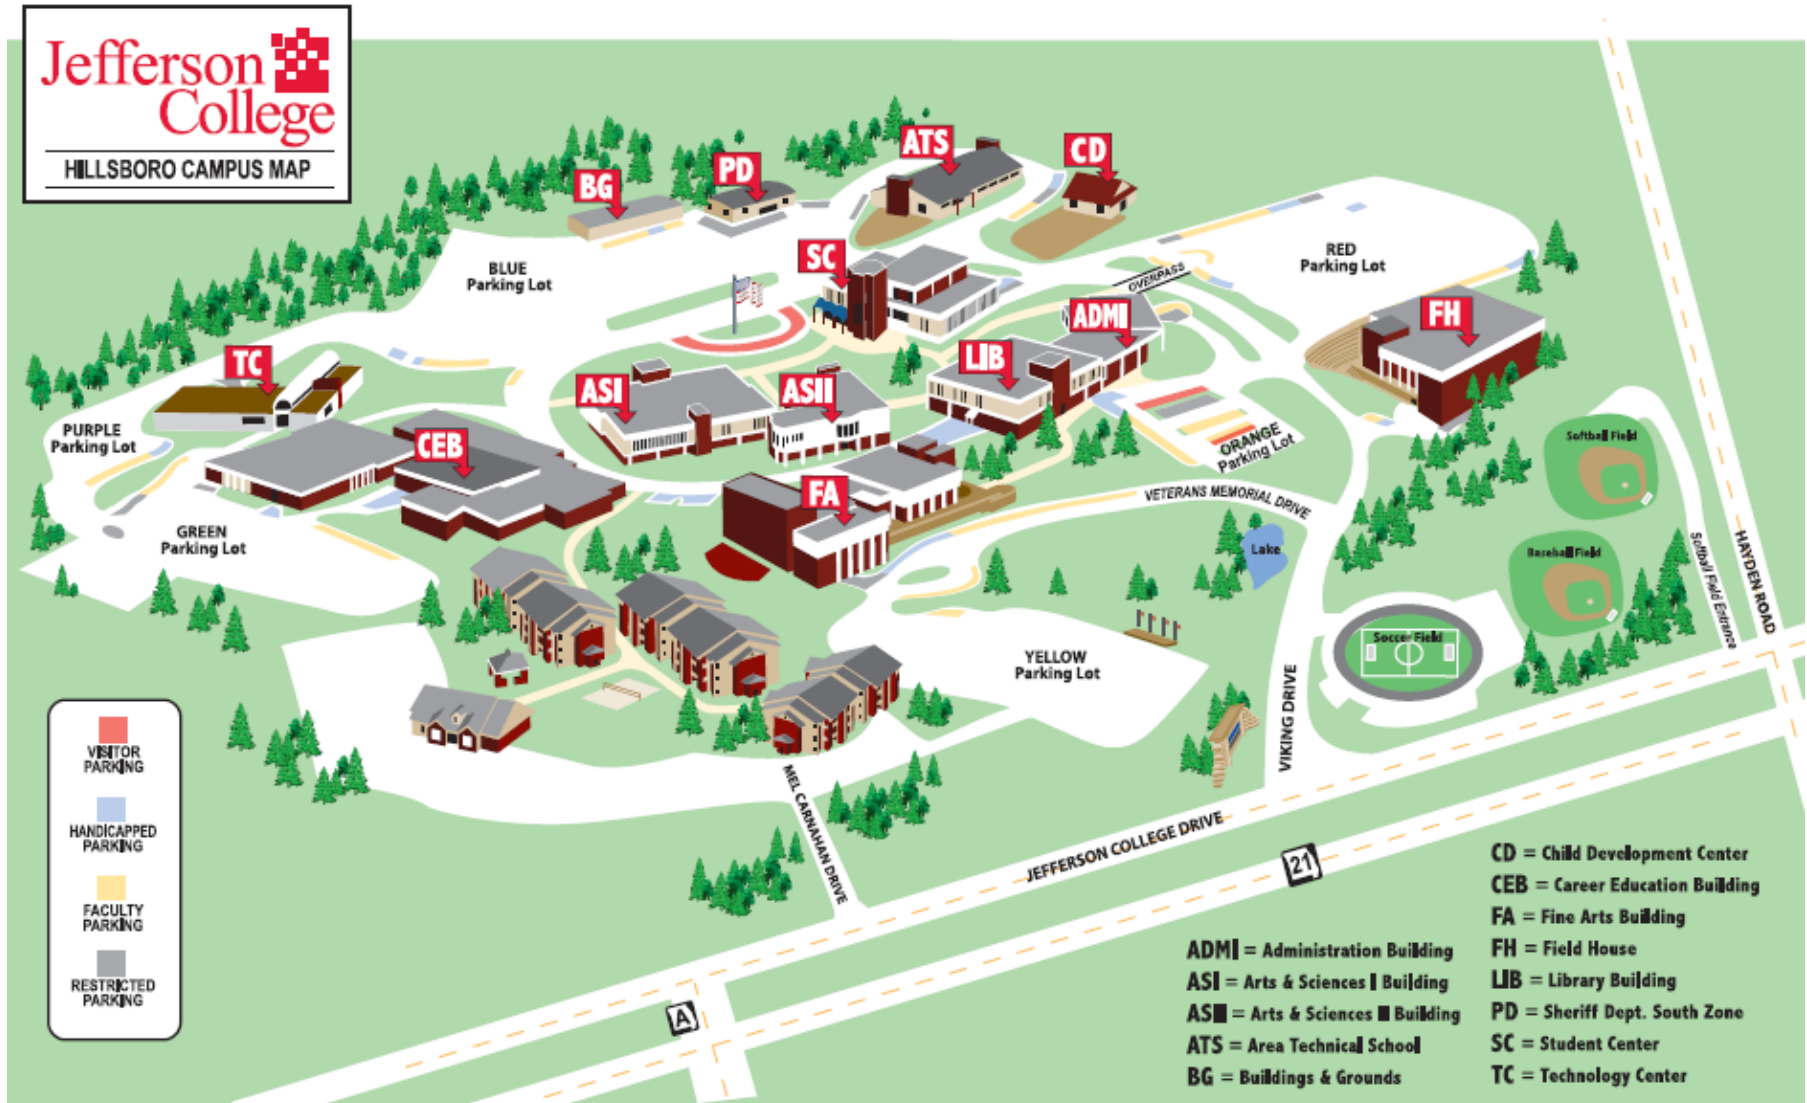 Jefferson
College
HILLSBORO CAMPUS MAP
ATS
CD
PD
BG
SC
BLUE
Parking Lot
RED
Parking Lot
OVERPASS
ADMI
FH
LIB
TC
ASI
ASII
PURPLE
Parking Lot
CEB
ORANGE
Parking Lot
Softball Field
FA
VETERANS MEMORIAL DRIVE
GREEN
Parking Lot
Lake
Baseball Field
HAYDEN ROAD
Softball Field Entrance
Soccer Field
YELLOW
Parking Lot
VIKING DRIVE
MEL CARNAHAN DRIVE
JEFFERSON COLLEGE DRIVE
21
A
VISITOR
PARKING
HANDICAPPED
PARKING
FACULTY
PARKING
RESTRICTED
PARKING
ADMI = Administration Building
ASI = Arts & Sciences I Building
ASII = Arts & Sciences II Building
ATS = Area Technical School
BG = Buildings & Grounds
CD = Child Development Center
CEB = Career Education Building
FA = Fine Arts Building
FH = Field House
LIB = Library Building
PD = Sheriff Dept. South Zone
SC = Student Center
TC = Technology Center